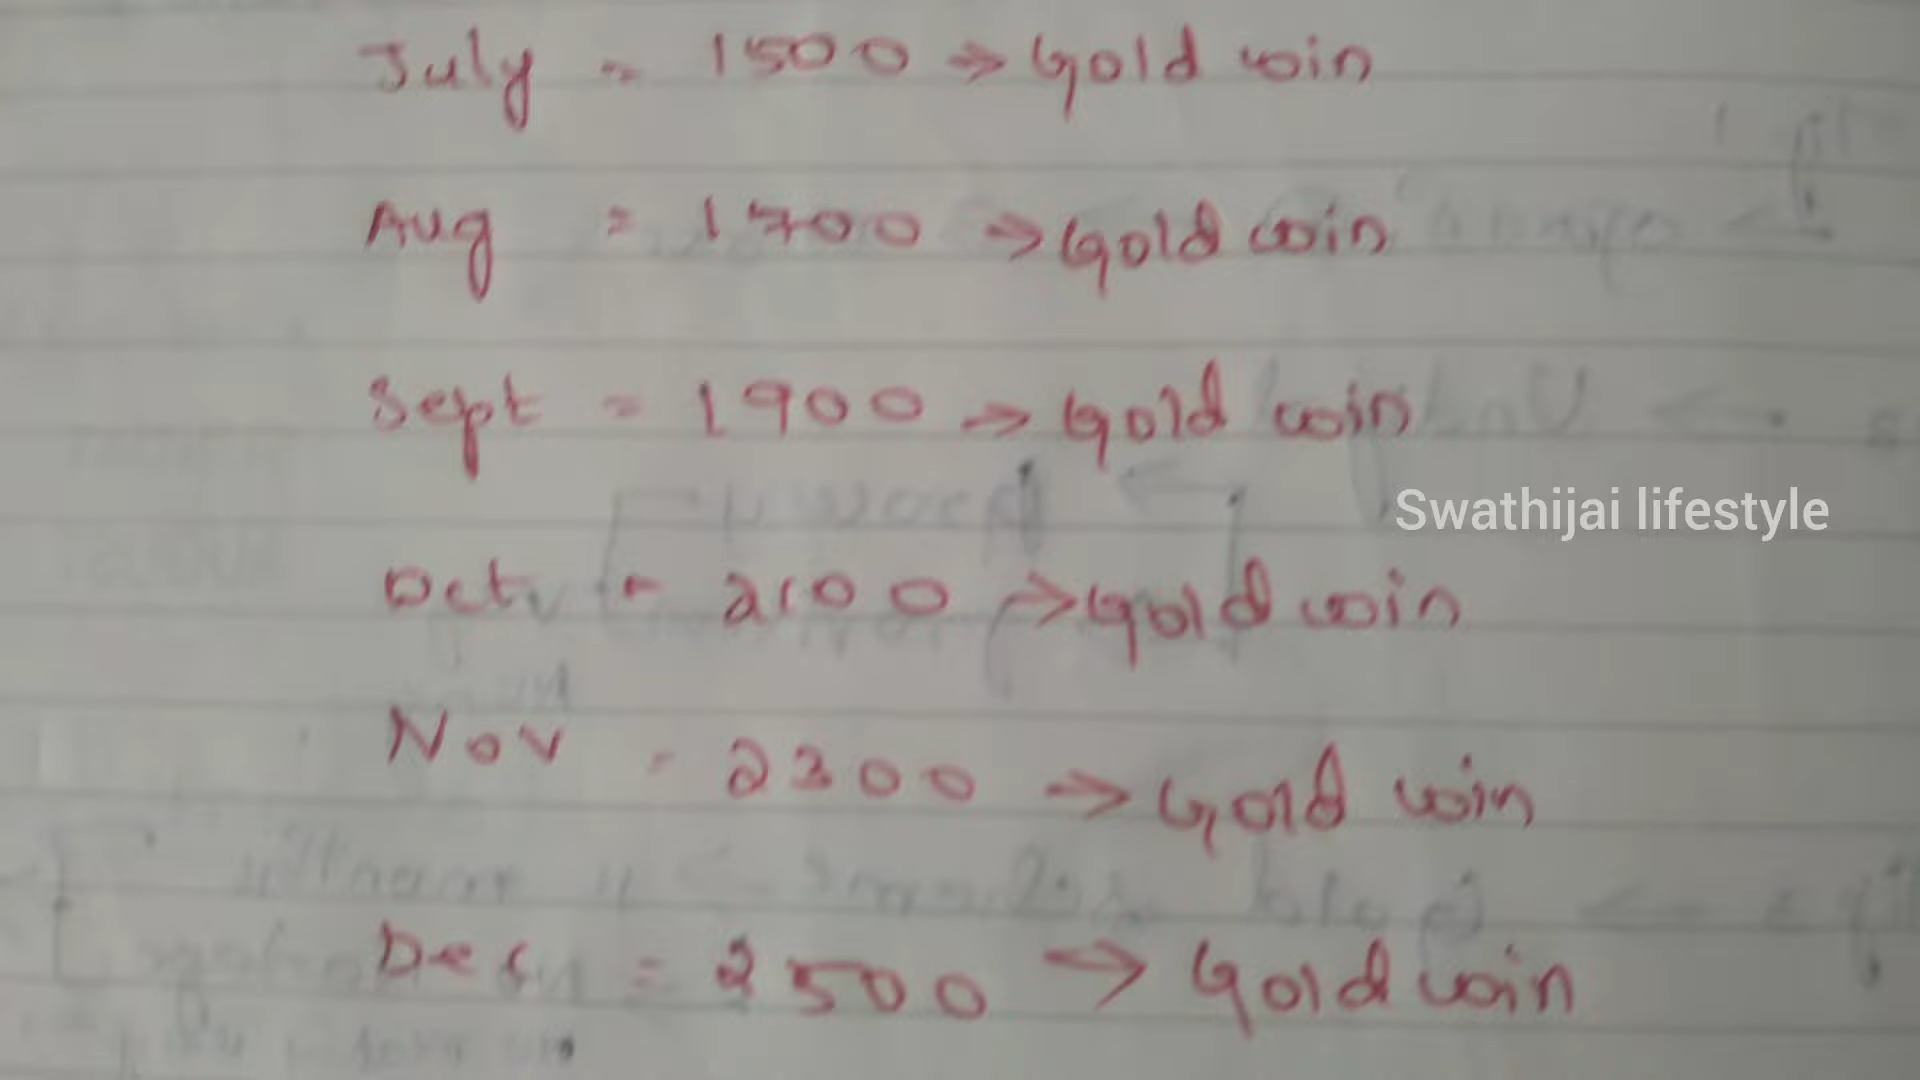 July = 1500 → Gold coin
Aug = 1700 → Gold coin
Sept = 1900 → Gold coin
Swathijai lifestyle
Oct = 2100 → Gold coin
Nov - 2300 → Gold coin
Dec = 2500 → Gold coin